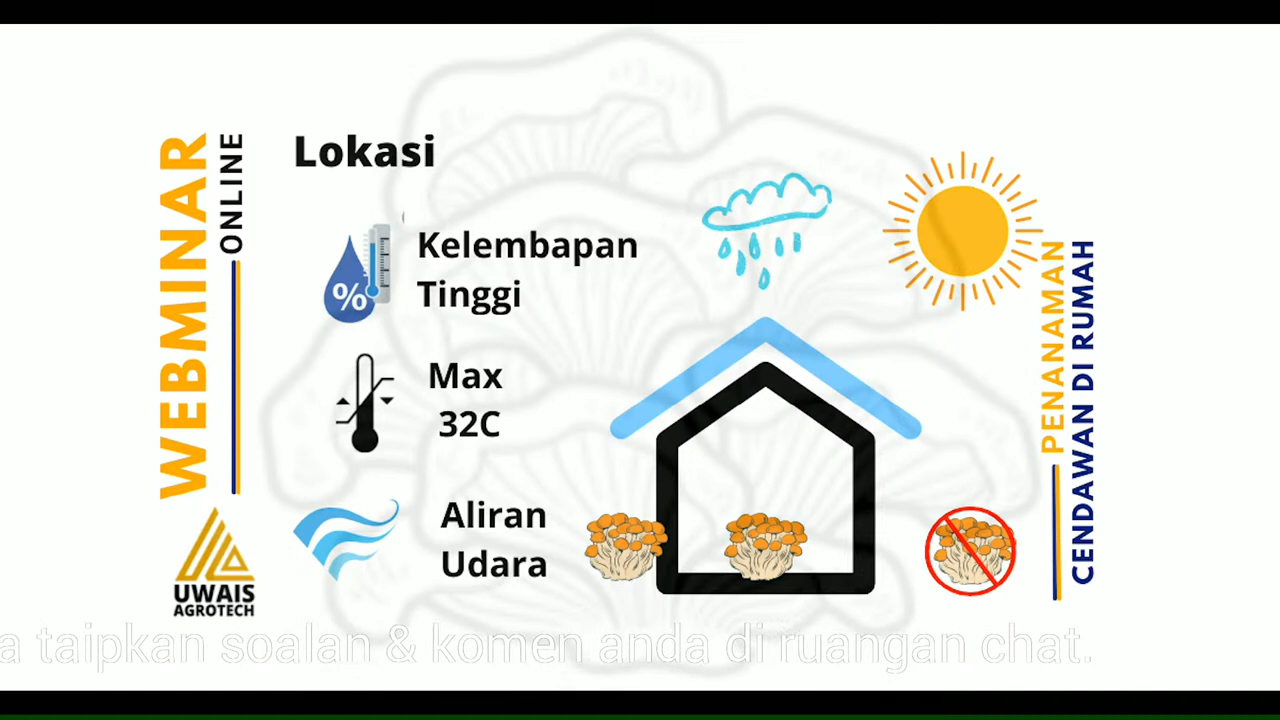 WEBMINAR
ONLINE
Lokasi
%
Kelembapan
Tinggi
Max
32C
Aliran
Udara
PENANAMAN
CENDAWAN DI RUMAH
UWAIS
AGROTECH
a taipkan soalan & komen anda di ruangan chat.